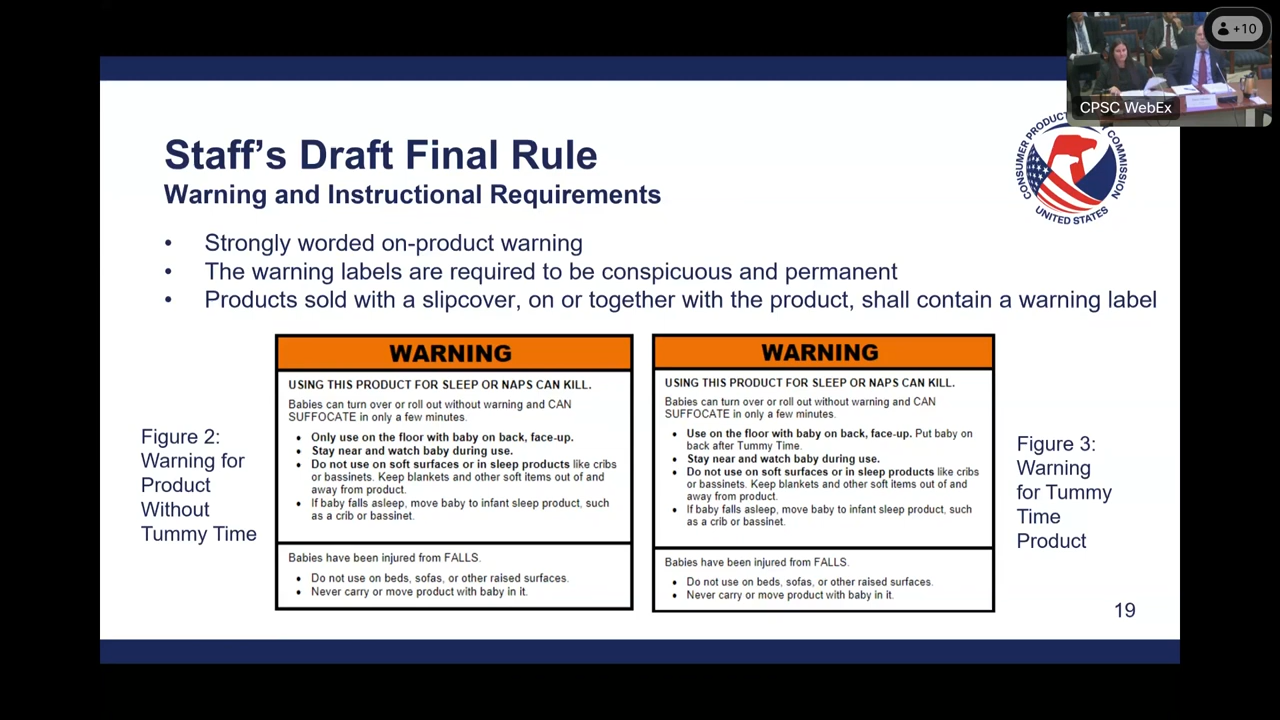 +10
CPSC WebEx
Staff's Draft Final Rule
Warning and Instructional Requirements
CONSUMER PRODUCT COMMISSION
UNITED STATES
• Strongly worded on-product warning
• The warning labels are required to be conspicuous and permanent
• Products sold with a slipcover, on or together with the product, shall contain a warning label
Figure 2:
Warning for
Product
Without
Tummy Time
WARNING
USING THIS PRODUCT FOR SLEEP OR NAPS CAN KILL.
Babies can turn over or roll out without warning and CAN
SUFFOCATE in only a few minutes.
• Only use on the floor with baby on back, face-up.
• Stay near and watch baby during use.
• Do not use on soft surfaces or in sleep products like cribs
or bassinets. Keep blankets and other soft items out of and
away from product.
• If baby falls asleep, move baby to infant sleep product, such
as a crib or bassinet.
Babies have been injured from FALLS.
• Do not use on beds, sofas, or other raised surfaces.
• Never carry or move product with baby in it.
WARNING
USING THIS PRODUCT FOR SLEEP OR NAPS CAN KILL.
Babies can turn over or roll out without warning and CAN
SUFFOCATE in only a few minutes.
• Use on the floor with baby on back, face-up. Put baby on
back after Tummy Time.
• Stay near and watch baby during use.
• Do not use on soft surfaces or in sleep products like cribs
or bassinets. Keep blankets and other soft items out of and
away from product.
• If baby falls asleep, move baby to infant sleep product, such
as a crib or bassinet.
Babies have been injured from FALLS.
• Do not use on beds, sofas, or other raised surfaces.
• Never carry or move product with baby in it.
Figure 3:
Warning
for Tummy
Time
Product
19